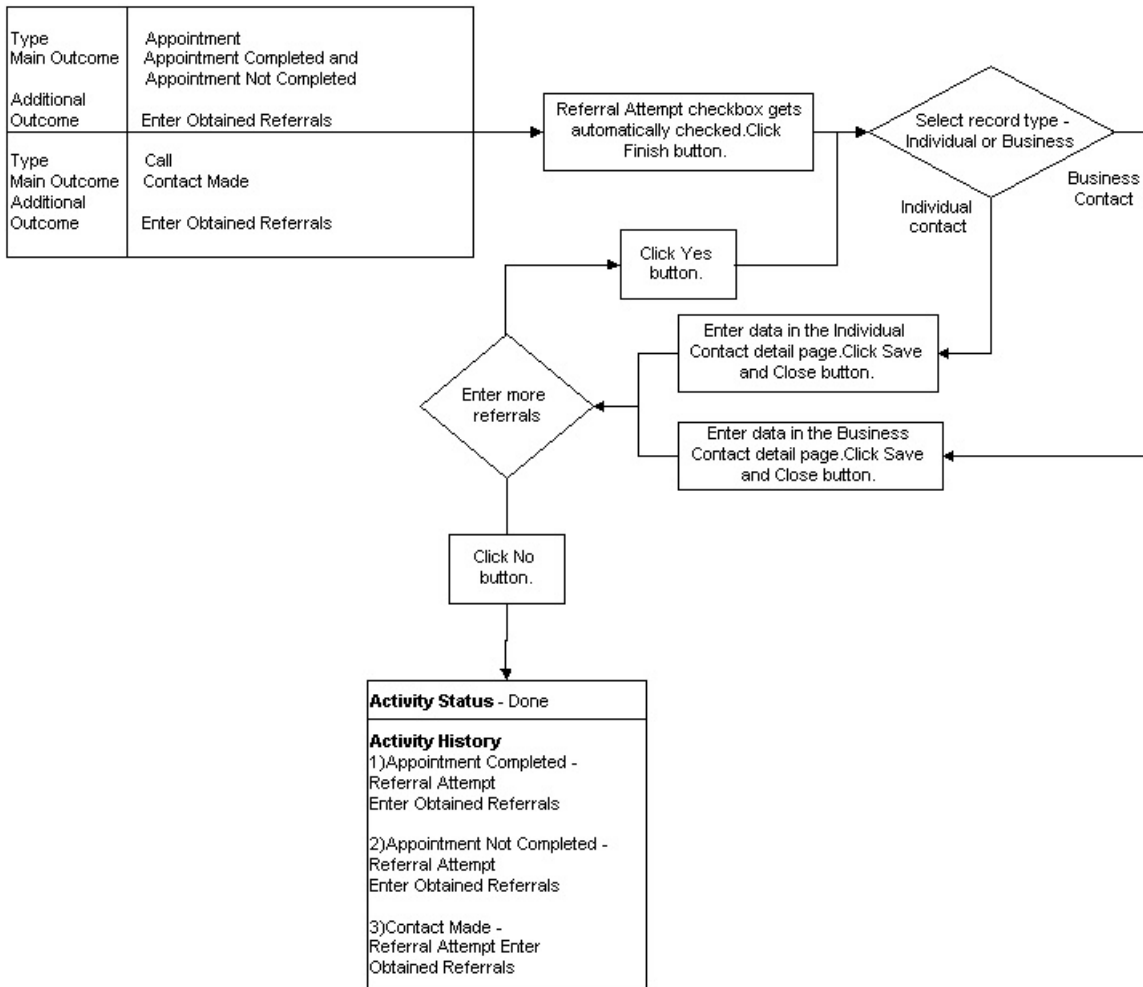 Type Appointment
Main Outcome Appointment Completed and
Appointment Not Completed
Additional
Outcome Enter Obtained Referrals
Type Call
Main Outcome Contact Made
Additional
Outcome Enter Obtained Referrals
Referral Attempt checkbox gets
automatically checked.Click
Finish button.
Select record type -
Individual or Business
Business
Contact
Individual
contact
Click Yes
button.
Enter data in the Individual
Contact detail page.Click Save
and Close button.
Enter more
referrals
Enter data in the Business
Contact detail page.Click Save
and Close button.
Click No
button.
Activity Status - Done
Activity History
1)Appointment Completed -
Referral Attempt
Enter Obtained Referrals
2)Appointment Not Completed -
Referral Attempt
Enter Obtained Referrals
3)Contact Made -
Referral Attempt Enter
Obtained Referrals